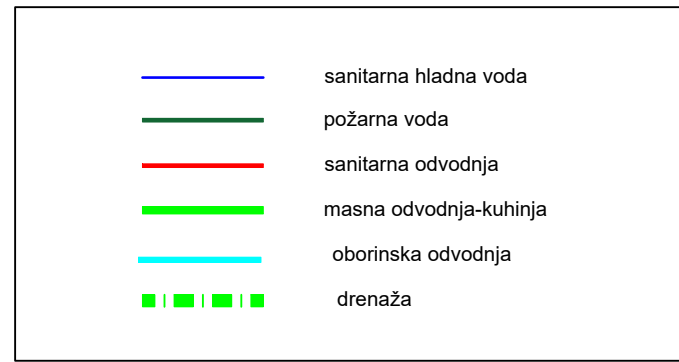 sanitarna hladna voda
požarna voda
sanitarna odvodnja
masna odvodnja-kuhinja
oborinska odvodnja
drenaža